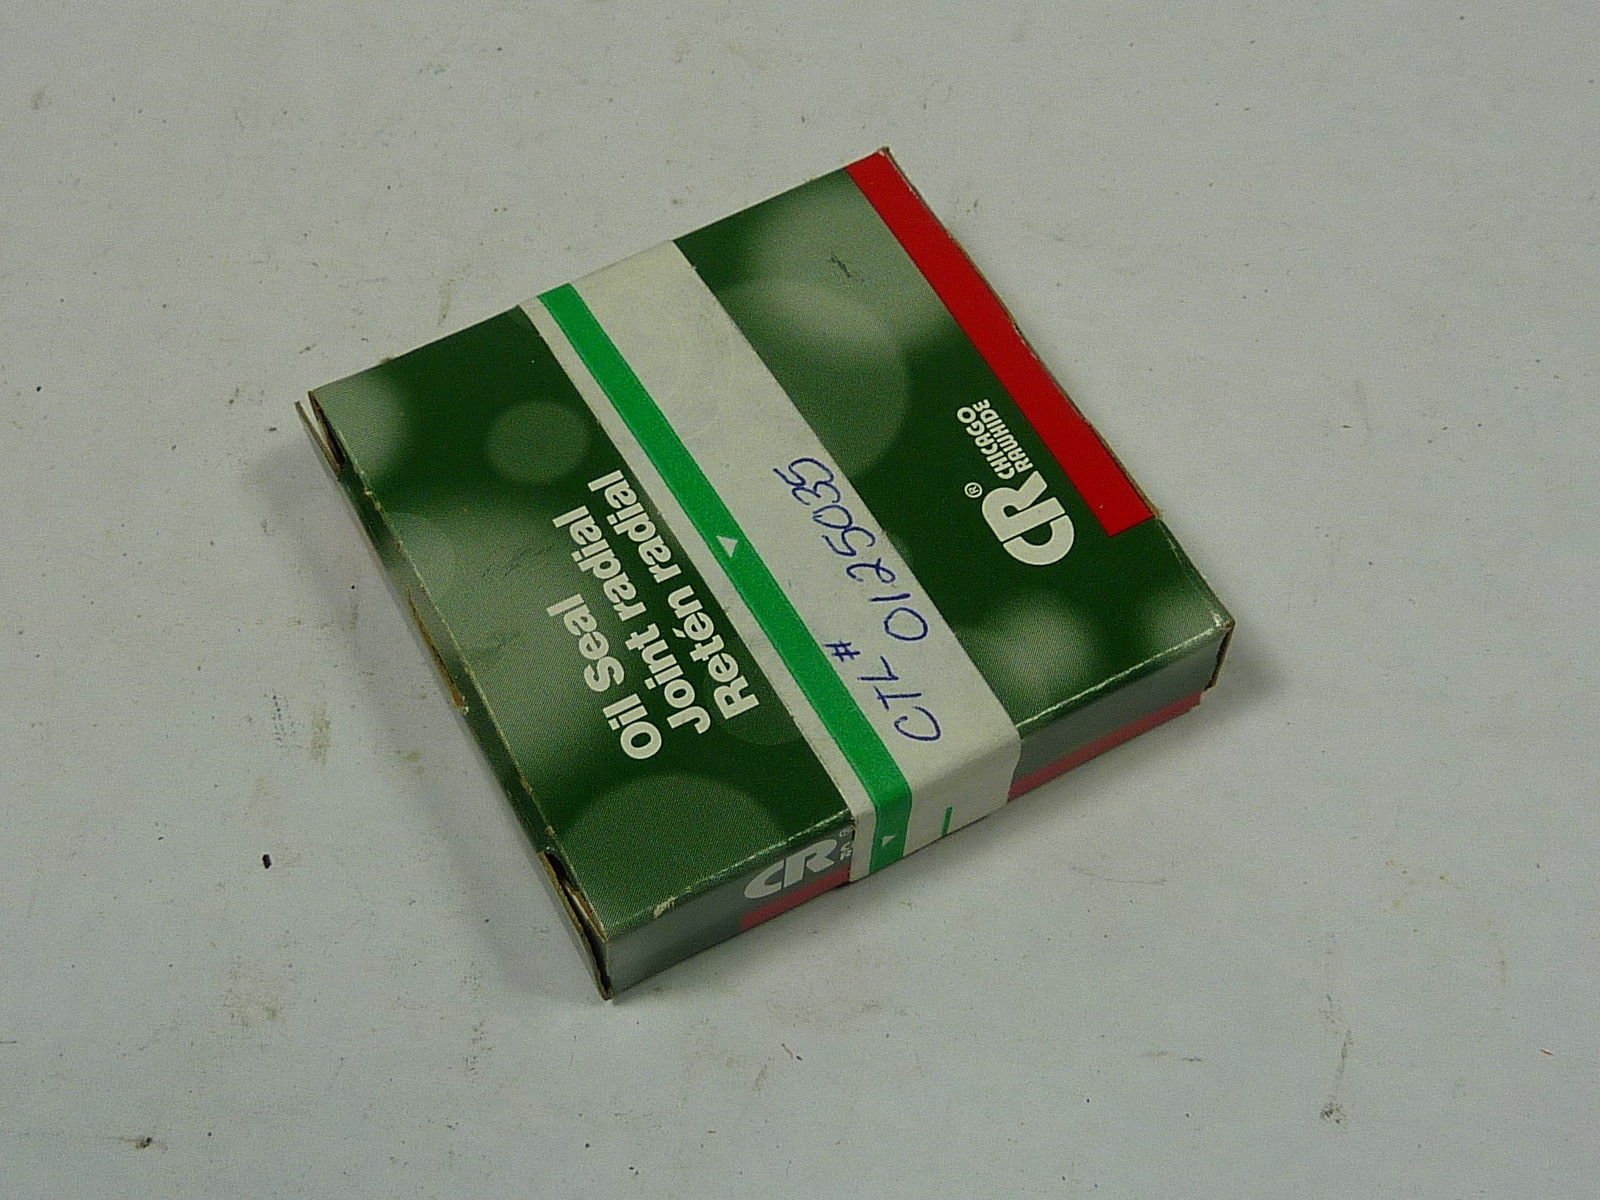 Oil Seal
Joint radial
Retén radial
CTL # 0125035
CR®
CHICAGO
RAWHIDE
CR